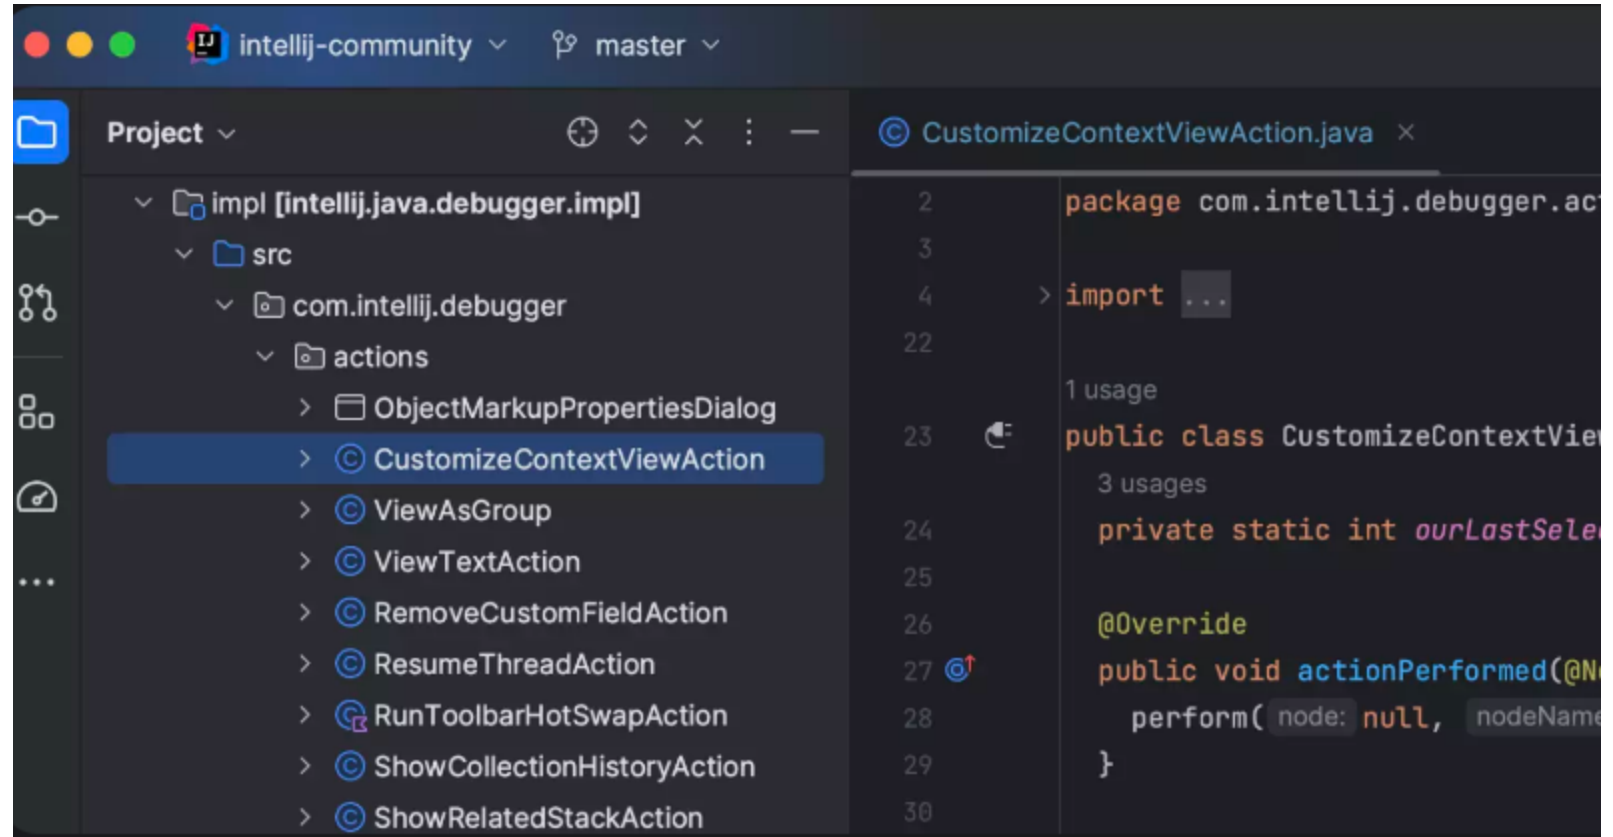 IJ intellij-community master
Project
impl [intellij.java.debugger.impl]
src
com.intellij.debugger
actions
ObjectMarkupPropertiesDialog
CustomizeContextViewAction
ViewAsGroup
ViewTextAction
RemoveCustomFieldAction
ResumeThreadAction
RunToolbarHotSwapAction
ShowCollectionHistoryAction
ShowRelatedStackAction
CustomizeContextViewAction.java
2 package com.intellij.debugger.ac
3
4 import ...
22
1 usage
23 public class CustomizeContextVie
3 usages
24 private static int ourLastSele
25
26 @Override
27 public void actionPerformed(@N
28 perform( node: null, nodeName
29 }
30